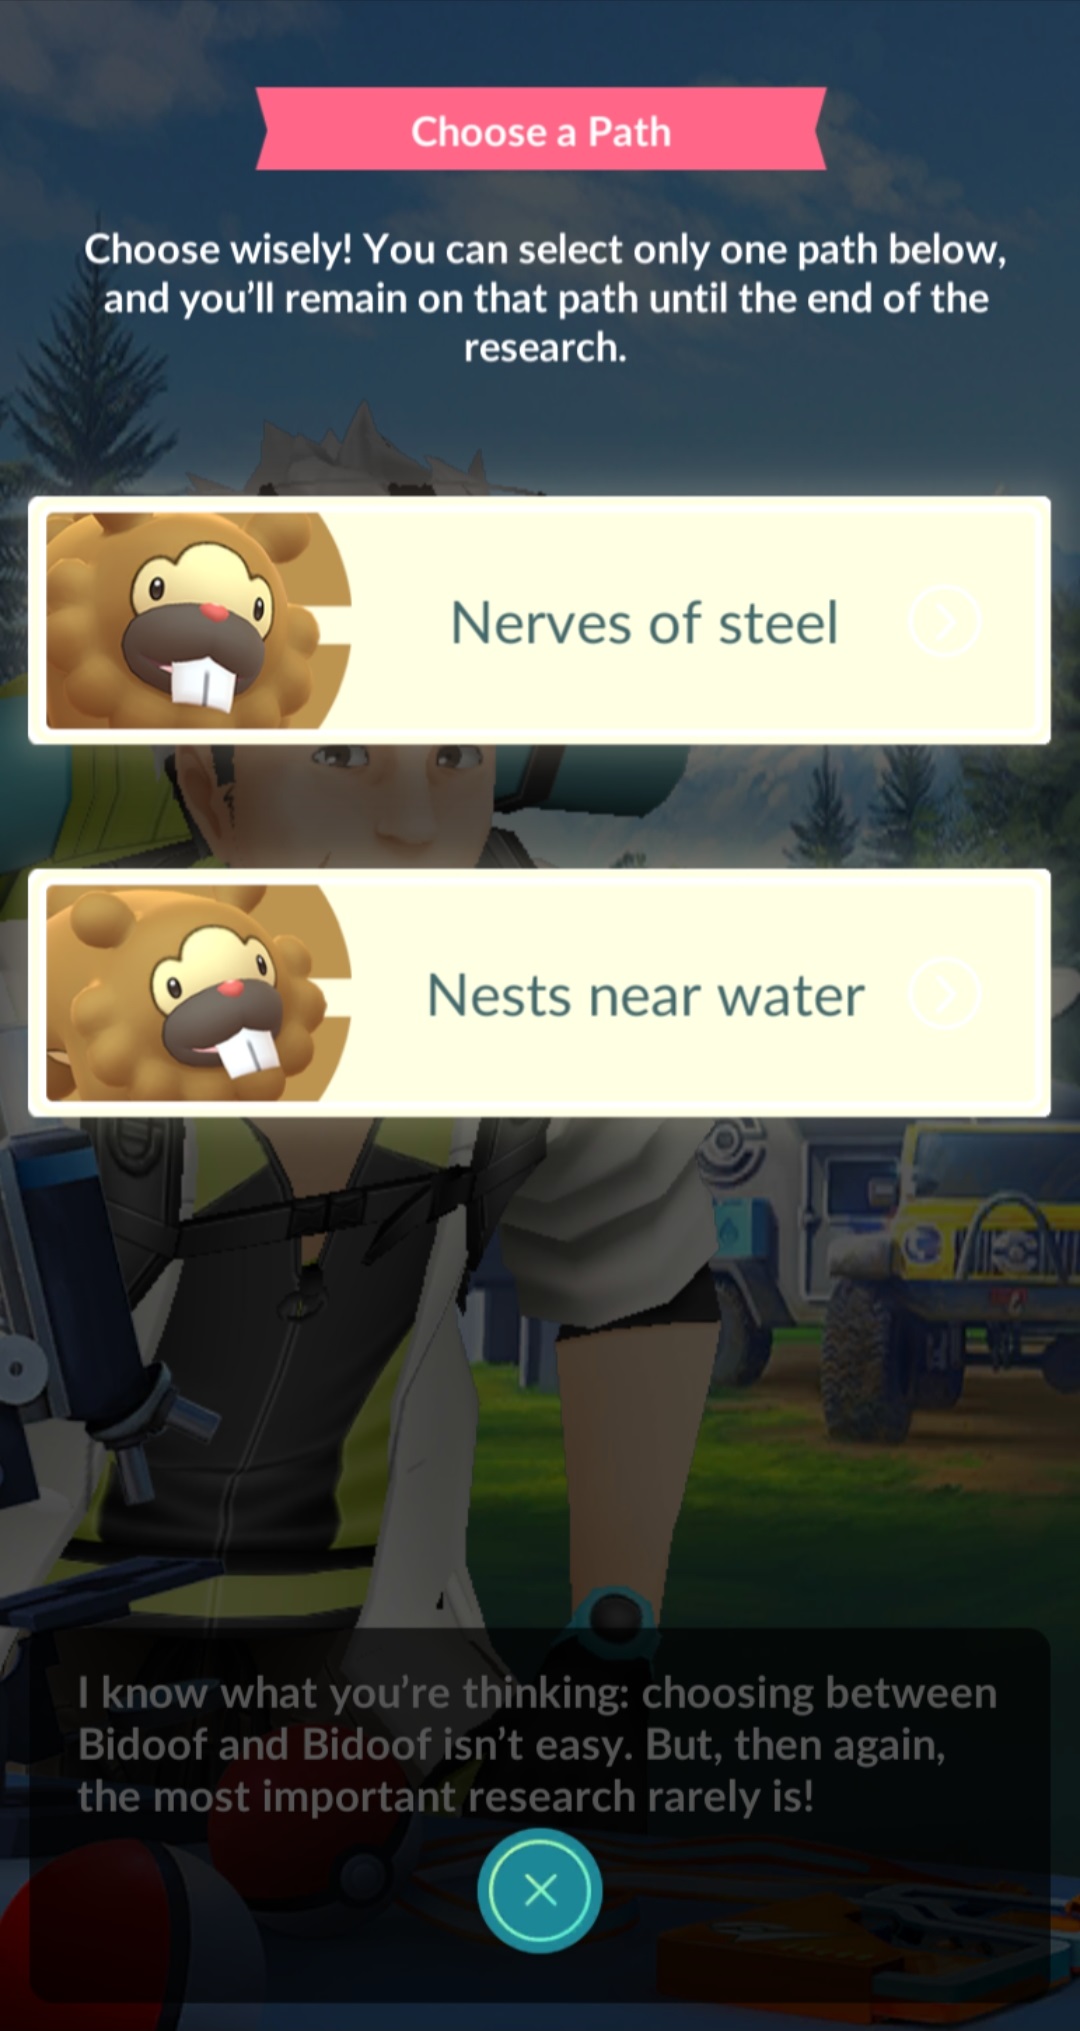 Choose a Path
Choose wisely! You can select only one path below,
and you’ll remain on that path until the end of the
research.
Nerves of steel
Nests near water
I know what you’re thinking: choosing between
Bidoof and Bidoof isn’t easy. But, then again,
the most important research rarely is!